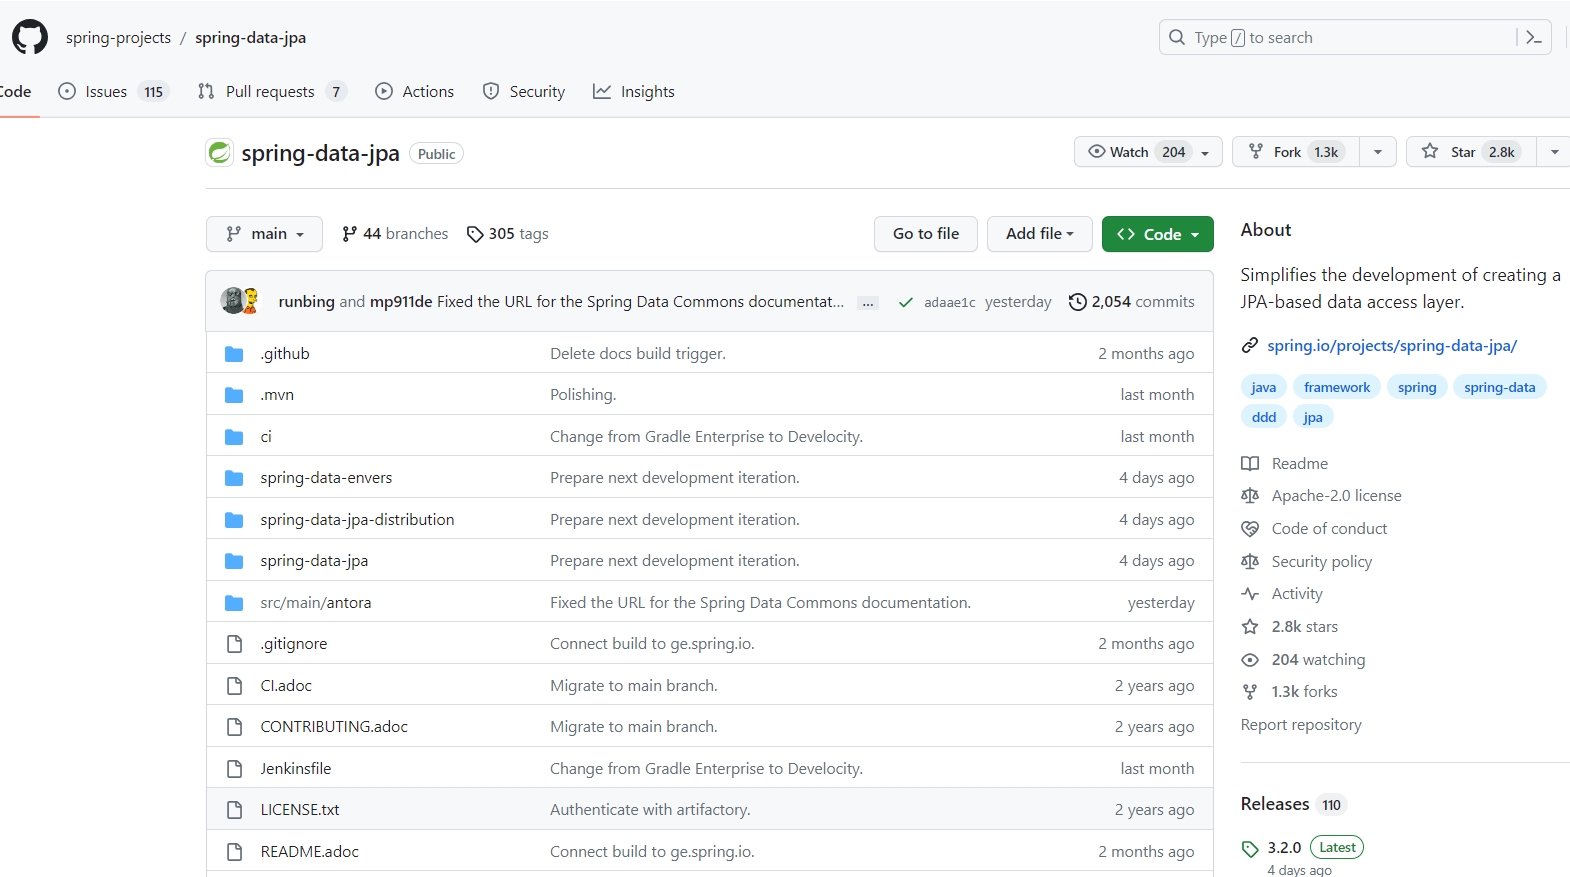 spring-projects / spring-data-jpa
Type / to search
Code Issues 115 Pull requests 7 Actions Security Insights
spring-data-jpa Public
Watch 204 Fork 1.3k Star 2.8k
main 44 branches 305 tags Go to file Add file Code
runbing and mp911de Fixed the URL for the Spring Data Commons documentat... ... adaae1c yesterday 2,054 commits
.github Delete docs build trigger. 2 months ago
.mvn Polishing. last month
ci Change from Gradle Enterprise to Develocity. last month
spring-data-envers Prepare next development iteration. 4 days ago
spring-data-jpa-distribution Prepare next development iteration. 4 days ago
spring-data-jpa Prepare next development iteration. 4 days ago
src/main/antora Fixed the URL for the Spring Data Commons documentation. yesterday
.gitignore Connect build to ge.spring.io. 2 months ago
CI.adoc Migrate to main branch. 2 years ago
CONTRIBUTING.adoc Migrate to main branch. 2 years ago
Jenkinsfile Change from Gradle Enterprise to Develocity. last month
LICENSE.txt Authenticate with artifactory. 2 years ago
README.adoc Connect build to ge.spring.io. 2 months ago
About
Simplifies the development of creating a
JPA-based data access layer.
spring.io/projects/spring-data-jpa/
java framework spring spring-data
ddd jpa
Readme
Apache-2.0 license
Code of conduct
Security policy
Activity
2.8k stars
204 watching
1.3k forks
Report repository
Releases 110
3.2.0 Latest
4 days ago